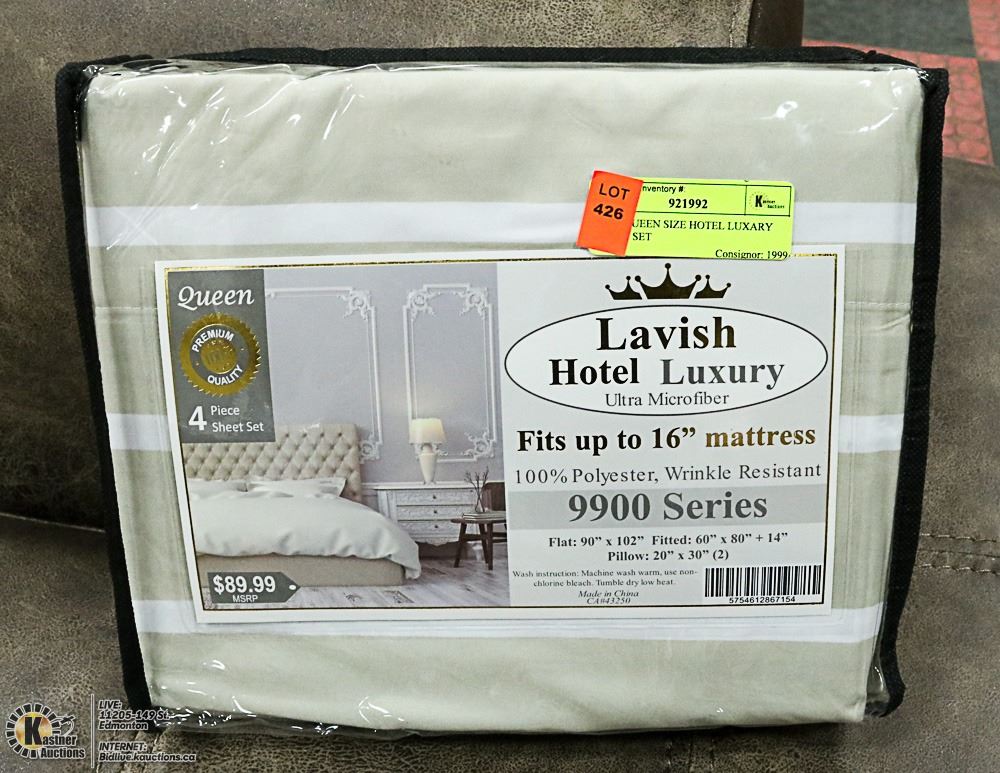 LOT
426
Inventory #:
921992
Kastner
Auctions
UEEN SIZE HOTEL LUXARY
SET
Consignor: 1999
Queen
PREMIUM
QUALITY
4 Piece
Sheet Set
Lavish
Hotel Luxury
Ultra Microfiber
Fits up to 16” mattress
100% Polyester, Wrinkle Resistant
9900 Series
Flat: 90” x 102” Fitted: 60” x 80” + 14”
Pillow: 20” x 30” (2)
Wash instruction: Machine wash warm, use non-
chlorine bleach. Tumble dry low heat.
Made in China
CA#43250
5754612867154
$89.99
MSRP
Kastner
Auctions
LIVE:
11205-149 St.
Edmonton
INTERNET:
Bidlive.kauctions.ca